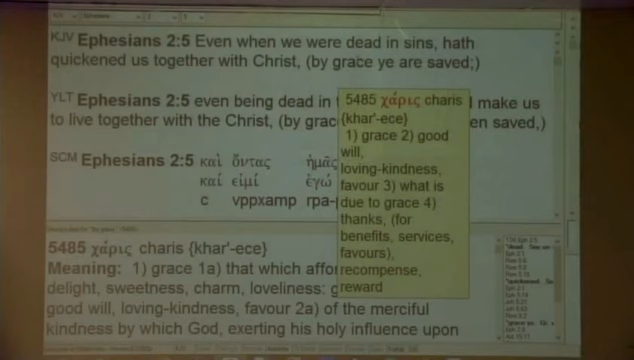 KJV Ephesians 2:5 Even when we were dead in sins, hath
quickened us together with Christ, (by grace ye are saved;)
YLT Ephesians 2:5 even being dead in make us
to live together with the Christ, (by grac en saved,)
SCM Ephesians 2:5 καὶ ὄντας ἡμᾶς
καί εἰμί ἐγώ
c vppxamp rpa-
5485 χάρις charis
{khar'-ece}
1) grace 2) good
will,
loving-kindness,
favour 3) what is
due to grace 4)
thanks, (for
benefits, services,
favours),
recompense,
reward
5485 χάρις charis {khar'-ece}
Meaning: 1) grace 1a) that which affor
delight, sweetness, charm, loveliness: g
good will, loving-kindness, favour 2a) of the merciful
kindness by which God, exerting his holy influence upon